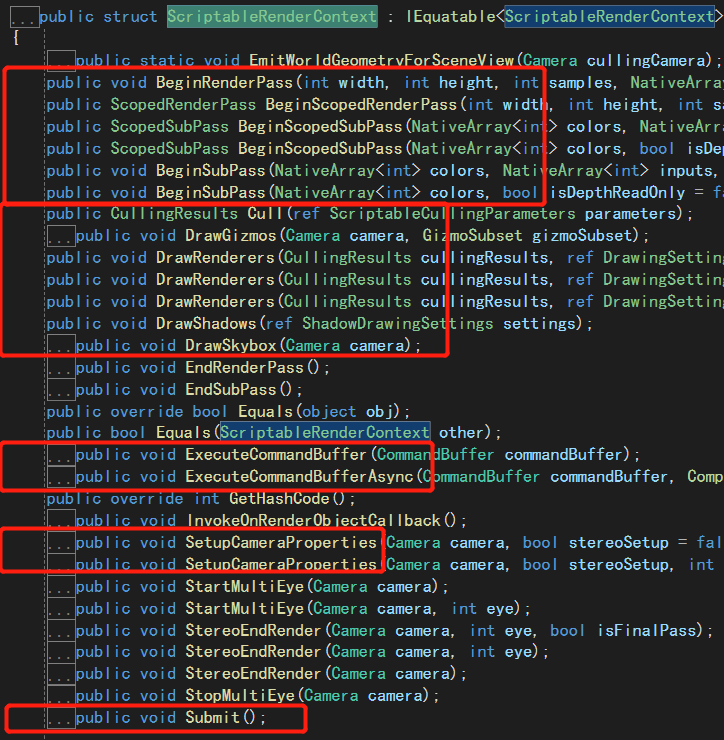 ...public struct ScriptableRenderContext : IEquatable<ScriptableRenderContext>
{
...public static void EmitWorldGeometryForSceneView(Camera cullingCamera);
public void BeginRenderPass(int width, int height, int samples, NativeArray
public ScopedRenderPass BeginScopedRenderPass(int width, int height, int sa
public ScopedSubPass BeginScopedSubPass(NativeArray<int> colors, NativeArra
public ScopedSubPass BeginScopedSubPass(NativeArray<int> colors, bool isDep
public void BeginSubPass(NativeArray<int> colors, NativeArray<int> inputs,
public void BeginSubPass(NativeArray<int> colors, bool isDepthReadOnly = fa
public CullingResults Cull(ref ScriptableCullingParameters parameters);
...public void DrawGizmos(Camera camera, GizmoSubset gizmoSubset);
public void DrawRenderers(CullingResults cullingResults, ref DrawingSetting
public void DrawRenderers(CullingResults cullingResults, ref DrawingSetting
public void DrawRenderers(CullingResults cullingResults, ref DrawingSetting
public void DrawShadows(ref ShadowDrawingSettings settings);
...public void DrawSkybox(Camera camera);
...public void EndRenderPass();
...public void EndSubPass();
public override bool Equals(object obj);
public bool Equals(ScriptableRenderContext other);
...public void ExecuteCommandBuffer(CommandBuffer commandBuffer);
...public void ExecuteCommandBufferAsync(CommandBuffer commandBuffer, Comp
public override int GetHashCode();
...public void InvokeOnRenderObjectCallback();
...public void SetupCameraProperties(Camera camera, bool stereoSetup = fal
...public void SetupCameraProperties(Camera camera, bool stereoSetup, int
...public void StartMultiEye(Camera camera);
...public void StartMultiEye(Camera camera, int eye);
...public void StereoEndRender(Camera camera, int eye, bool isFinalPass);
...public void StereoEndRender(Camera camera, int eye);
...public void StereoEndRender(Camera camera);
...public void StopMultiEye(Camera camera);
...public void Submit();